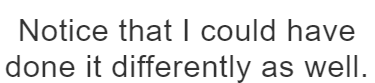 Notice that I could have
done it differently as well.